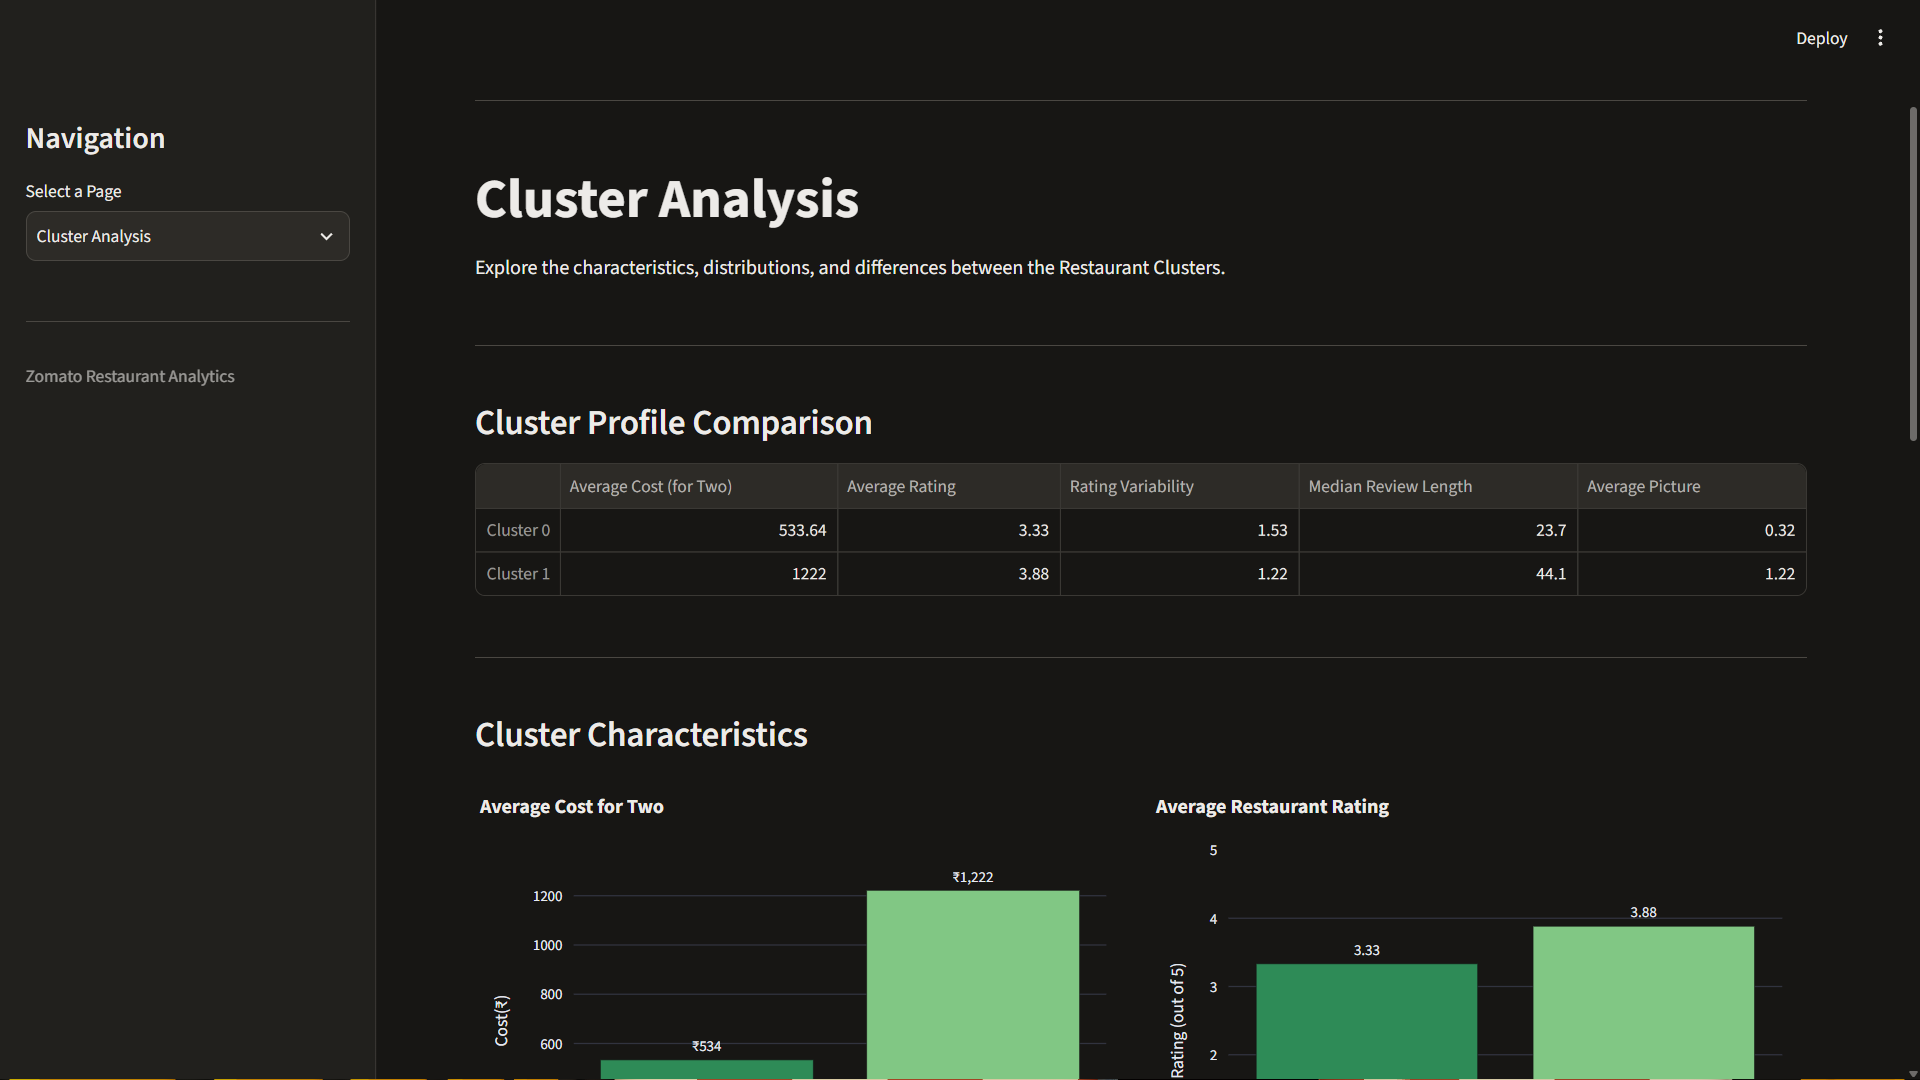 Deploy
Navigation
Select a Page
Cluster Analysis
Zomato Restaurant Analytics
Cluster Analysis
Explore the characteristics, distributions, and differences between the Restaurant Clusters.
Cluster Profile Comparison
Average Cost (for Two) Average Rating Rating Variability Median Review Length Average Picture
Cluster 0 533.64 3.33 1.53 23.7 0.32
Cluster 1 1222 3.88 1.22 44.1 1.22
Cluster Characteristics
Average Cost for Two
₹1,222
1200
1000
800
600
₹534
Cost(₹)
Average Restaurant Rating
5
4
3
2
3.88
3.33
Rating (out of 5)